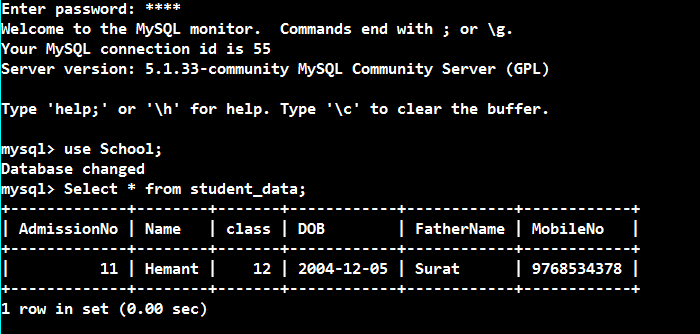 Enter password: ****
Welcome to the MySQL monitor.  Commands end with ; or \g.
Your MySQL connection id is 55
Server version: 5.1.33-community MySQL Community Server (GPL)

Type 'help;' or '\h' for help. Type '\c' to clear the buffer.

mysql> use School;
Database changed
mysql> Select * from student_data;
+-------------+--------+-------+------------+------------+------------+
| AdmissionNo | Name   | class | DOB        | FatherName | MobileNo   |
+-------------+--------+-------+------------+------------+------------+
|          11 | Hemant |    12 | 2004-12-05 | Surat      | 9768534378 |
+-------------+--------+-------+------------+------------+------------+
1 row in set (0.00 sec)